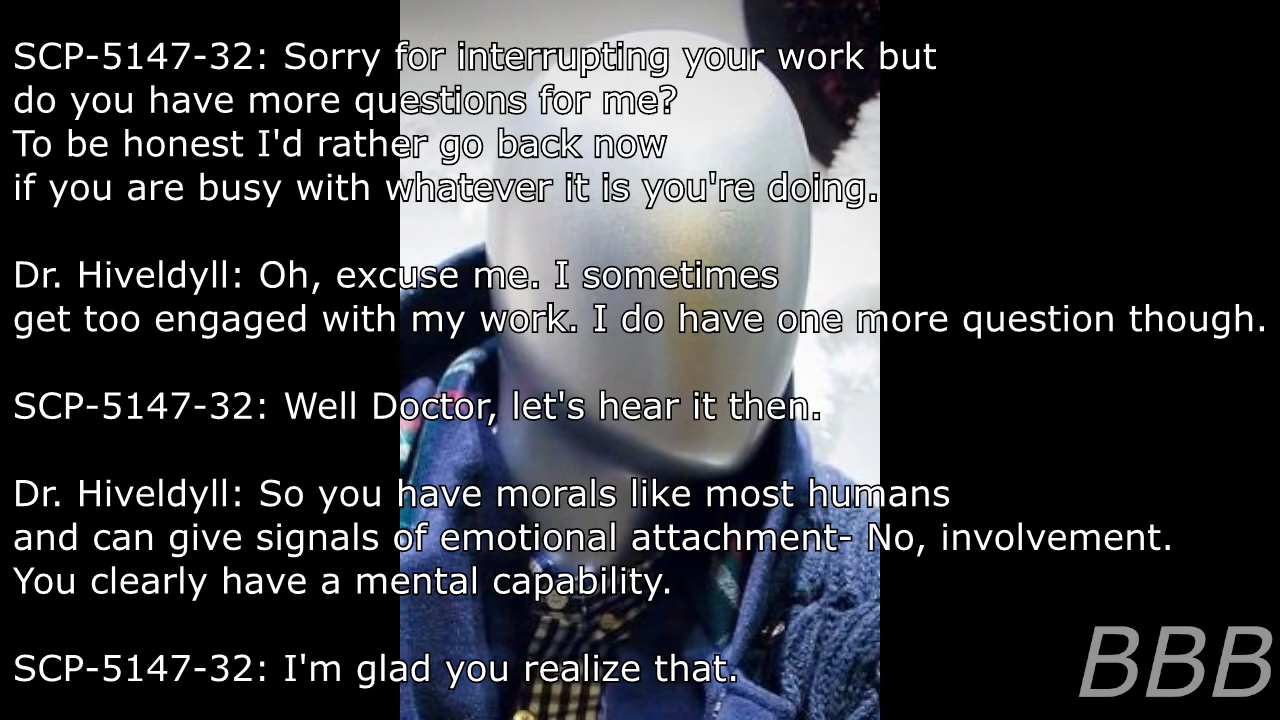 SCP-5147-32: Sorry for interrupting your work but
do you have more questions for me?
To be honest I'd rather go back now
if you are busy with whatever it is you're doing.
Dr. Hiveldyll: Oh, excuse me. I sometimes
get too engaged with my work. I do have one more question though.
SCP-5147-32: Well Doctor, let's hear it then.
Dr. Hiveldyll: So you have morals like most humans
and can give signals of emotional attachment- No, involvement.
You clearly have a mental capability.
SCP-5147-32: I'm glad you realize that.
BBB